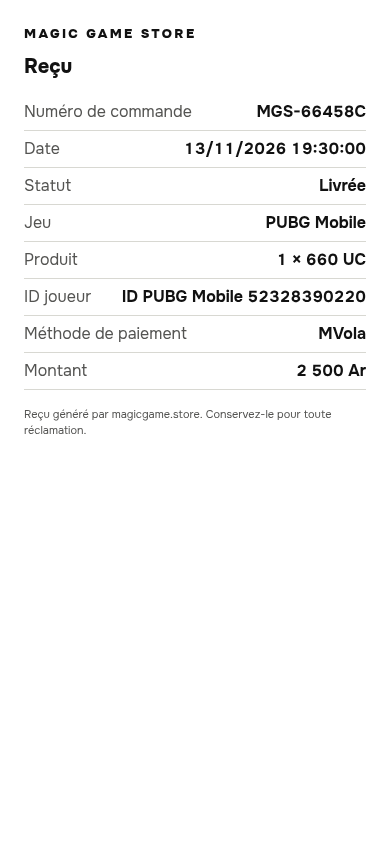 MAGIC GAME STORE
Reçu
Numéro de commande MGS-66458C
Date 13/11/2026 19:30:00
Statut Livrée
Jeu PUBG Mobile
Produit 1 × 660 UC
ID joueur ID PUBG Mobile 52328390220
Méthode de paiement MVola
Montant 2 500 Ar
Reçu généré par magicgame.store. Conservez-le pour toute
réclamation.